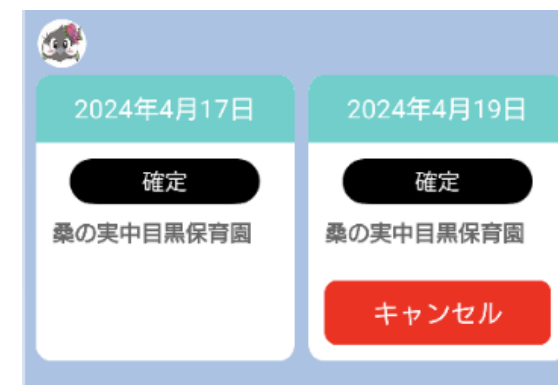 2024年4月17日
確定
桑の実中目黒保育園
2024年4月19日
確定
桑の実中目黒保育園
キャンセル